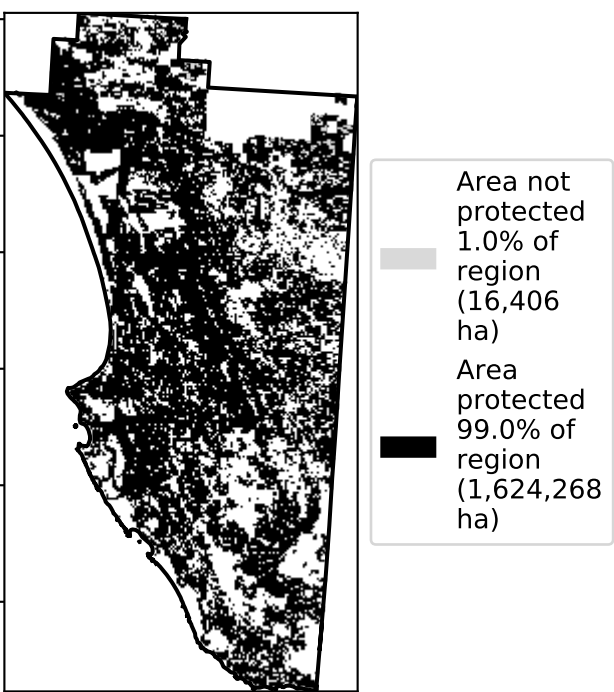 Area not
protected
1.0% of
region
(16,406
ha)
Area
protected
99.0% of
region
(1,624,268
ha)